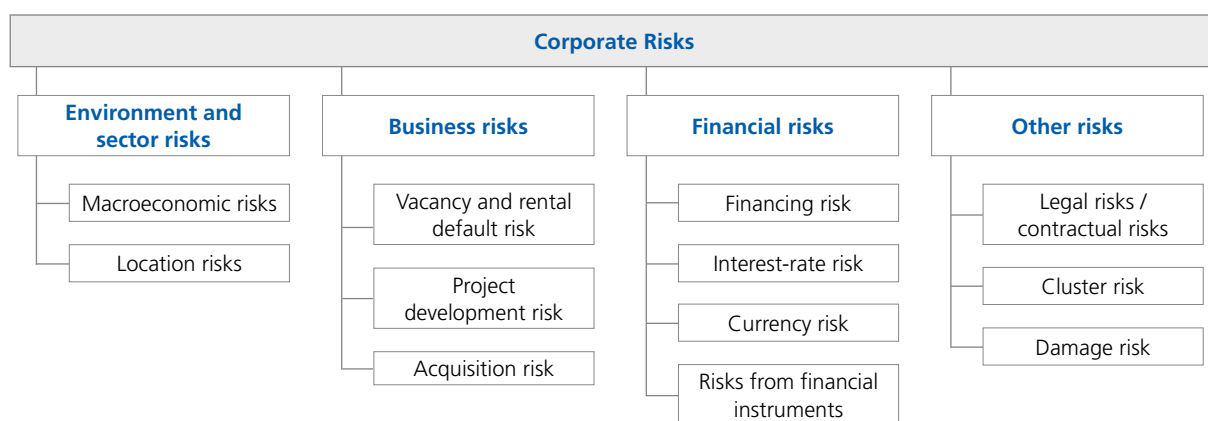 Corporate Risks
Environment and
sector risks
Macroeconomic risks
Location risks
Business risks
Vacancy and rental
default risk
Project
development risk
Acquisition risk
Financial risks
Financing risk
Interest-rate risk
Currency risk
Risks from financial
instruments
Other risks
Legal risks /
contractual risks
Cluster risk
Damage risk